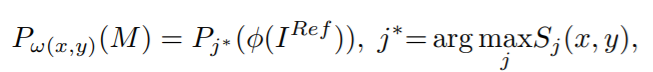 P_{ω(x,y)}(M) = P_{j*}(ϕ(I^{Ref})), j* = arg max_j S_j(x, y),